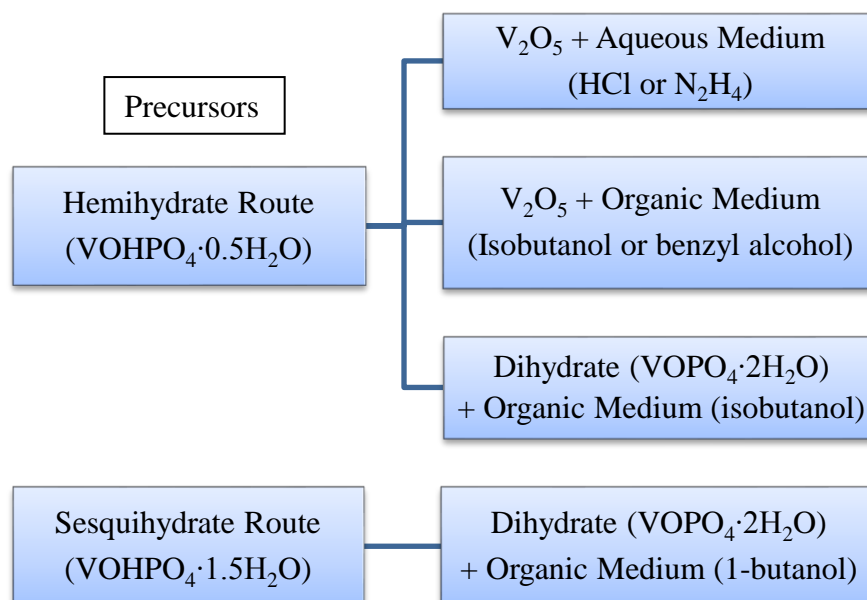 Precursors
Hemihydrate Route
(VOHPO₄·0.5H₂O)
V₂O₅ + Aqueous Medium
(HCl or N₂H₄)
V₂O₅ + Organic Medium
(Isobutanol or benzyl alcohol)
Dihydrate (VOPO₄·2H₂O)
+ Organic Medium (isobutanol)
Sesquihydrate Route
(VOHPO₄·1.5H₂O)
Dihydrate (VOPO₄·2H₂O)
+ Organic Medium (1-butanol)